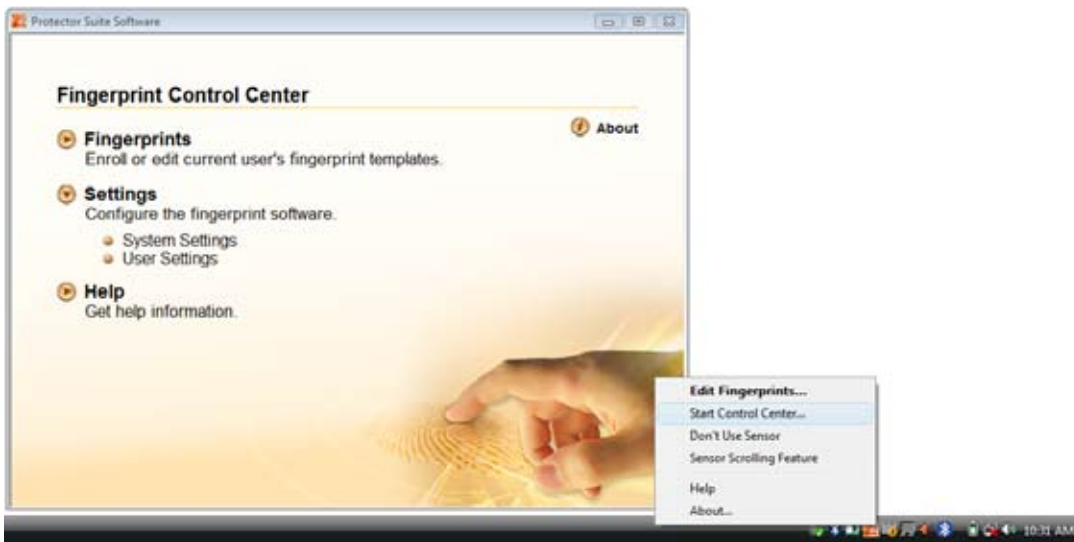 Protector Suite Software
Fingerprint Control Center
About
Fingerprints
Enroll or edit current user's fingerprint templates.
Settings
Configure the fingerprint software.
System Settings
User Settings
Help
Get help information.
Edit Fingerprints...
Start Control Center...
Don't Use Sensor
Sensor Scrolling Feature
Help
About...
10:31 AM